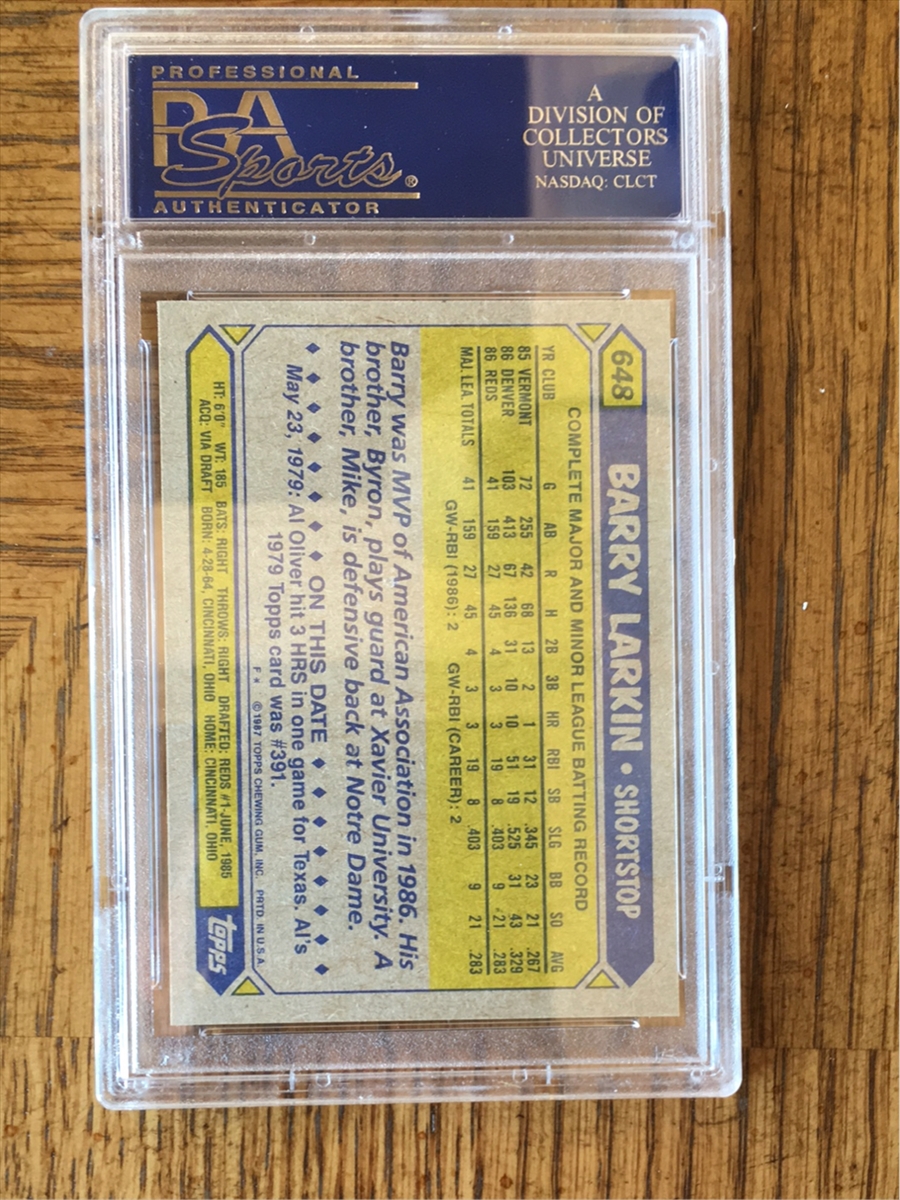 PROFESSIONAL
PSA
Sports®
AUTHENTICATOR
A
DIVISION OF
COLLECTORS
UNIVERSE
NASDAQ: CLCT
648 BARRY LARKIN • SHORTSTOP
COMPLETE MAJOR AND MINOR LEAGUE BATTING RECORD
YR CLUB G AB R H 2B 3B HR RBI SB SLG BB SO AVG
85 VERMONT 72 255 42 68 13 2 1 31 12 .345 23 21 .267
86 DENVER 103 413 67 136 31 10 10 51 19 .525 31 43 .329
86 REDS 41 159 27 45 4 3 3 19 8 .403 9 21 .283
MAJ. LEA. TOTALS 41 159 27 45 4 3 3 19 8 .403 9 21 .283
GW-RBI (1986): 2 GW-RBI (CAREER): 2
Barry was MVP of American Association in 1986. His
brother, Byron, plays guard at Xavier University. A
brother, Mike, is defensive back at Notre Dame.
♦ ♦ ♦ ♦ ♦ ♦ ♦ ON THIS DATE ♦ ♦ ♦ ♦ ♦ ♦ ♦
May 23, 1979: Al Oliver hit 3 HRS in one game for Texas. Al's
1979 Topps card was #391.
F* ©1987 TOPPS CHEWING GUM, INC. PRTD. IN U.S.A.
HT: 6'0" WT: 185 BATS: RIGHT THROWS: RIGHT DRAFTED: REDS #1-JUNE, 1985
ACQ: VIA DRAFT BORN: 4-28-64, CINCINNATI, OHIO HOME: CINCINNATI, OHIO
topps